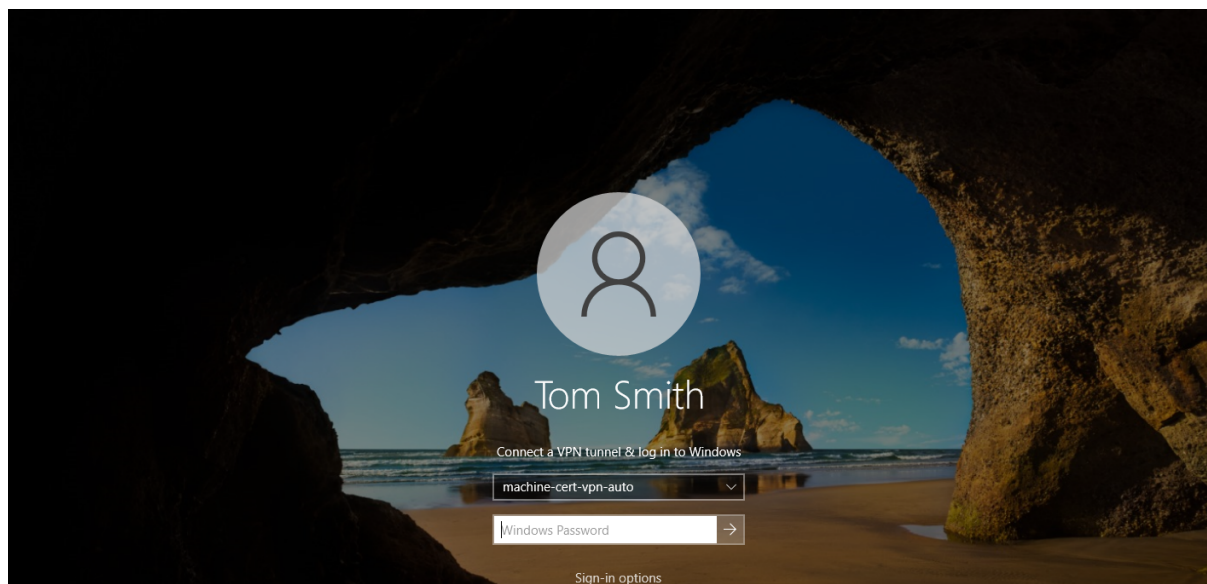 Tom Smith
Connect a VPN tunnel & log in to Windows
machine-cert-vpn-auto
Windows Password
Sign-in options